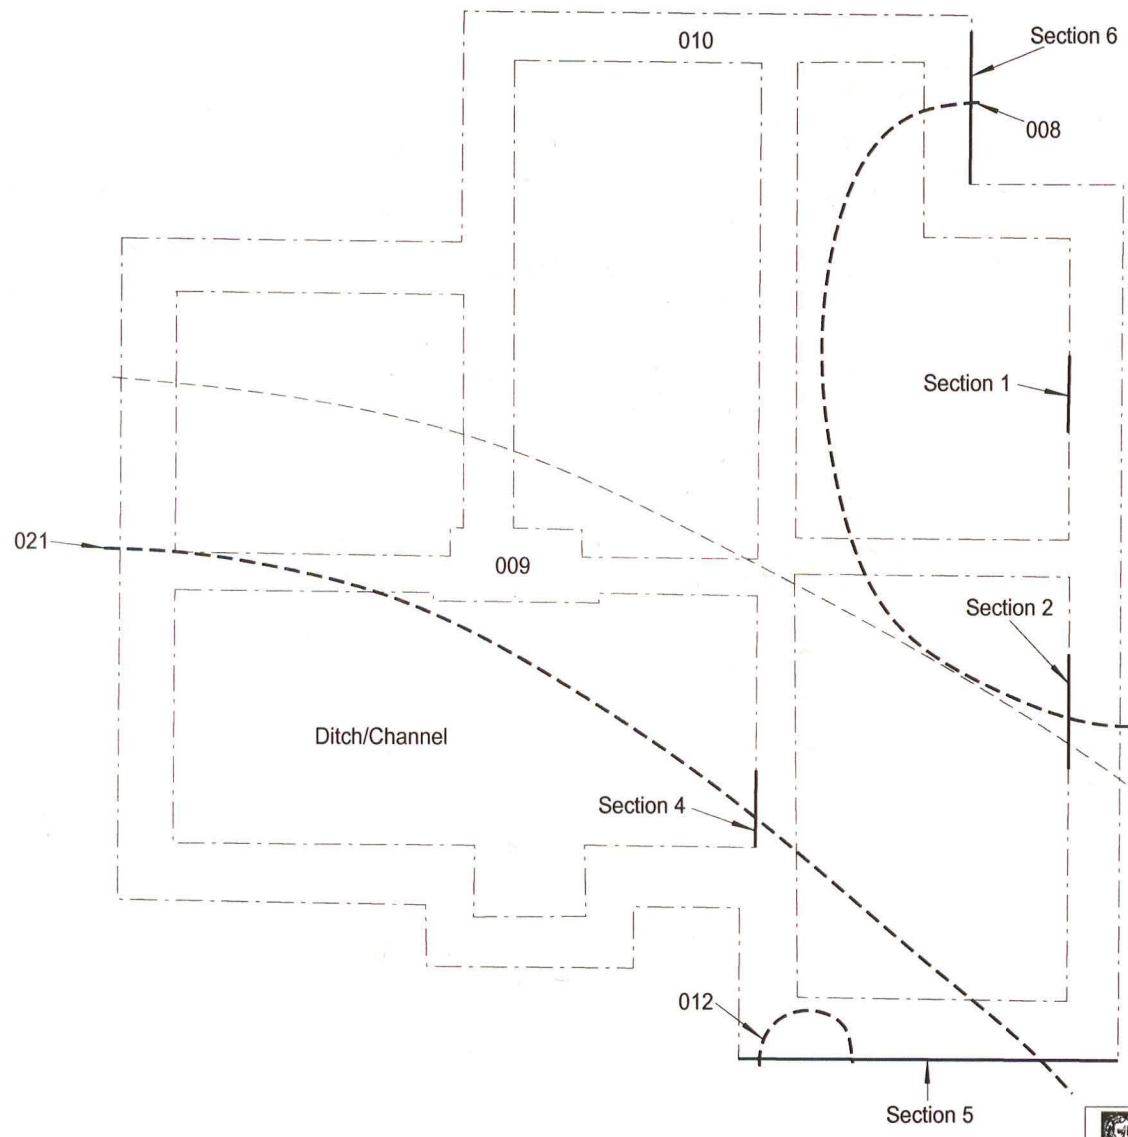 010
Section 6
008
Section 1
021
009
Section 2
Ditch/Channel
Section 4
012
Section 5